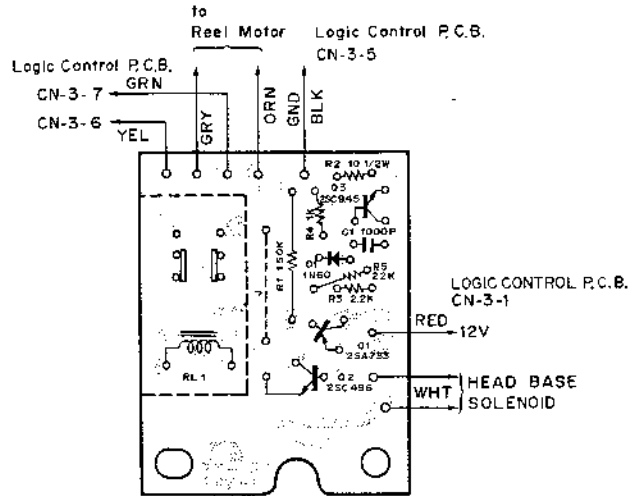 to
Reel Motor
Logic Control P.C.B.
CN-3-5
Logic Control P.C.B.
GRN
CN-3-7
CN-3-6
YEL
GRY
ORN
GND
BLK
R2 10 1/2W
Q3
2SC945
R4 1K
C1 1000P
D1
1N60
R5
22K
R3 2.2K
R1 150K
LOGIC CONTROL P.C.B.
CN-3-1
RED
12V
Q1
2SA733
Q2
2SC496
RL1
WHT
HEAD BASE
SOLENOID